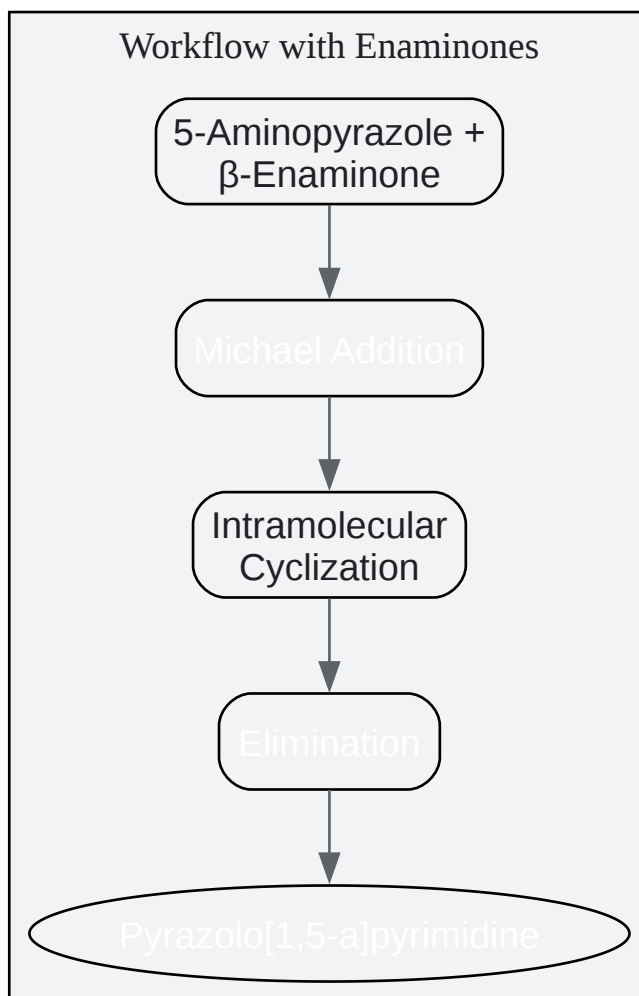 Workflow with Enaminones
5-Aminopyrazole +
β-Enaminone
Michael Addition
Intramolecular
Cyclization
Elimination
Pyrazolo[1,5-a]pyrimidine